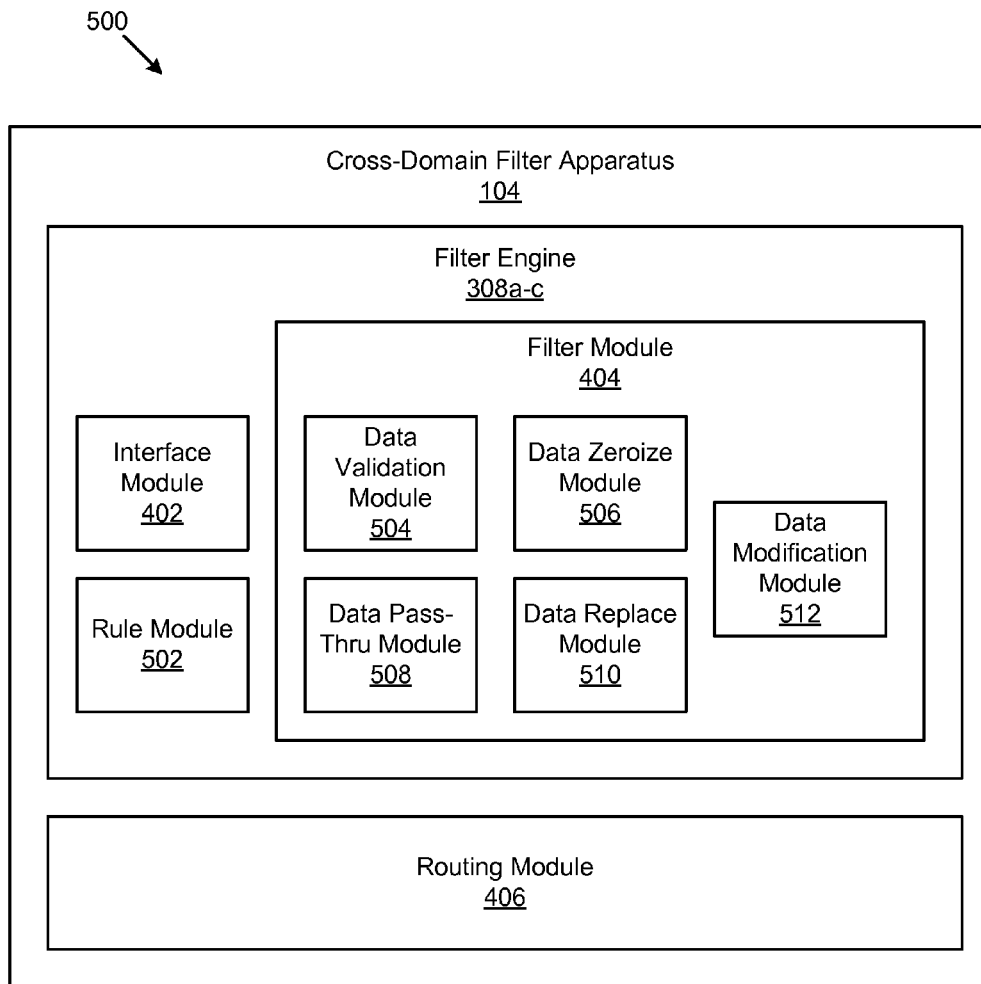 500
Cross-Domain Filter Apparatus
104
Filter Engine
308a-c
Filter Module
404
Interface
Module
402
Data
Validation
Module
504
Data Zeroize
Module
506
Data
Modification
Module
512
Rule Module
502
Data Pass-
Thru Module
508
Data Replace
Module
510
Routing Module
406